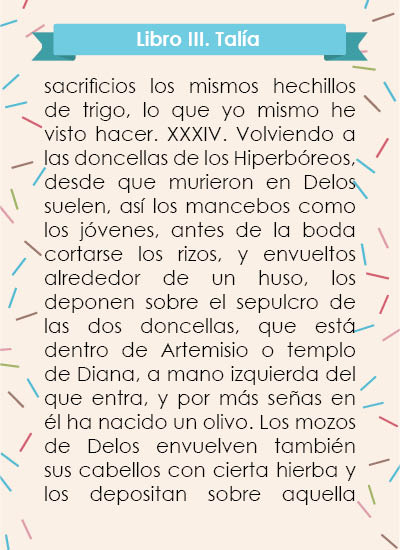 Libro III. Talía
sacrificios los mismos hechillos
de trigo, lo que yo mismo he
visto hacer. XXXIV. Volviendo a
las doncellas de los Hiperbóreos,
desde que murieron en Delos
suelen, así los mancebos como
los jóvenes, antes de la boda
cortarse los rizos, y envueltos
alrededor de un huso, los
deponen sobre el sepulcro de
las dos doncellas, que está
dentro de Artemisio o templo
de Diana, a mano izquierda del
que entra, y por más señas en
él ha nacido un olivo. Los mozos
de Delos envuelven también
sus cabellos con cierta hierba y
los depositan sobre aquella